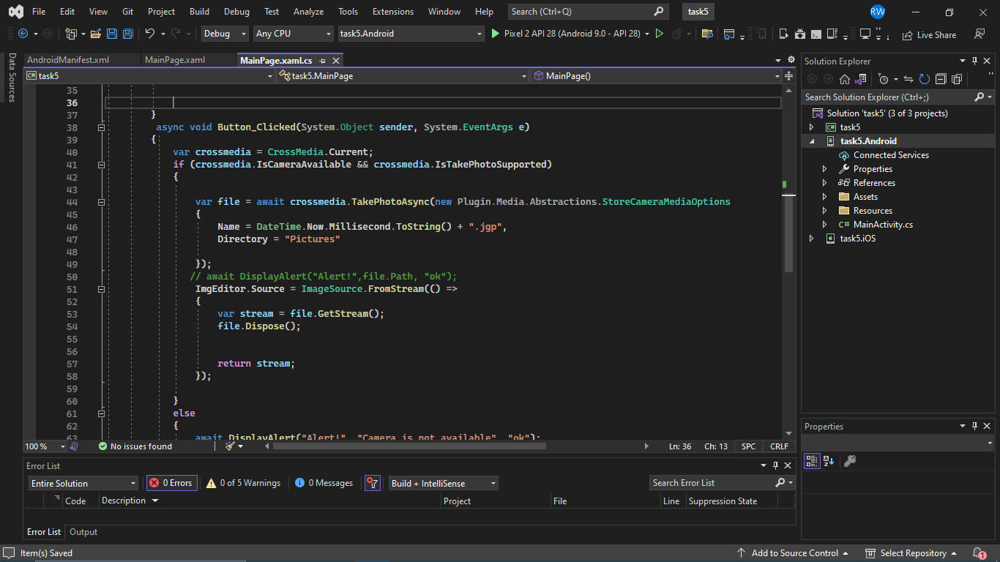 File Edit View Git Project Build Debug Test Analyze Tools Extensions Window Help Search (Ctrl+Q) task5 RW
Debug Any CPU task5.Android Pixel 2 API 28 (Android 9.0 - API 28) Live Share
Data Sources
AndroidManifest.xml MainPage.xaml MainPage.xaml.cs
C# task5 task5.MainPage MainPage()
35
36
37 }
38 async void Button_Clicked(System.Object sender, System.EventArgs e)
39 {
40 var crossmedia = CrossMedia.Current;
41 if (crossmedia.IsCameraAvailable && crossmedia.IsTakePhotoSupported)
42 {
43
44 var file = await crossmedia.TakePhotoAsync(new Plugin.Media.Abstractions.StoreCameraMediaOptions
45 {
46 Name = DateTime.Now.Millisecond.ToString() + ".jgp",
47 Directory = "Pictures"
48
49 });
50 // await DisplayAlert("Alert!",file.Path, "ok");
51 ImgEditor.Source = ImageSource.FromStream(() =>
52 {
53 var stream = file.GetStream();
54 file.Dispose();
55
56
57 return stream;
58 });
59
60 }
61 else
62 {
63 await DisplayAlert("Alert!", "Camera is not available", "ok");
100 % No issues found Ln: 36 Ch: 13 SPC CRLF
Error List
Entire Solution 0 Errors 0 of 5 Warnings 0 Messages Build + IntelliSense Search Error List
Code Description Project File Line Suppression State
Error List Output
Solution Explorer
Search Solution Explorer (Ctrl+;)
Solution 'task5' (3 of 3 projects)
C# task5
task5.Android
Connected Services
Properties
References
Assets
Resources
C# MainActivity.cs
task5.iOS
Properties
Item(s) Saved Add to Source Control Select Repository 1